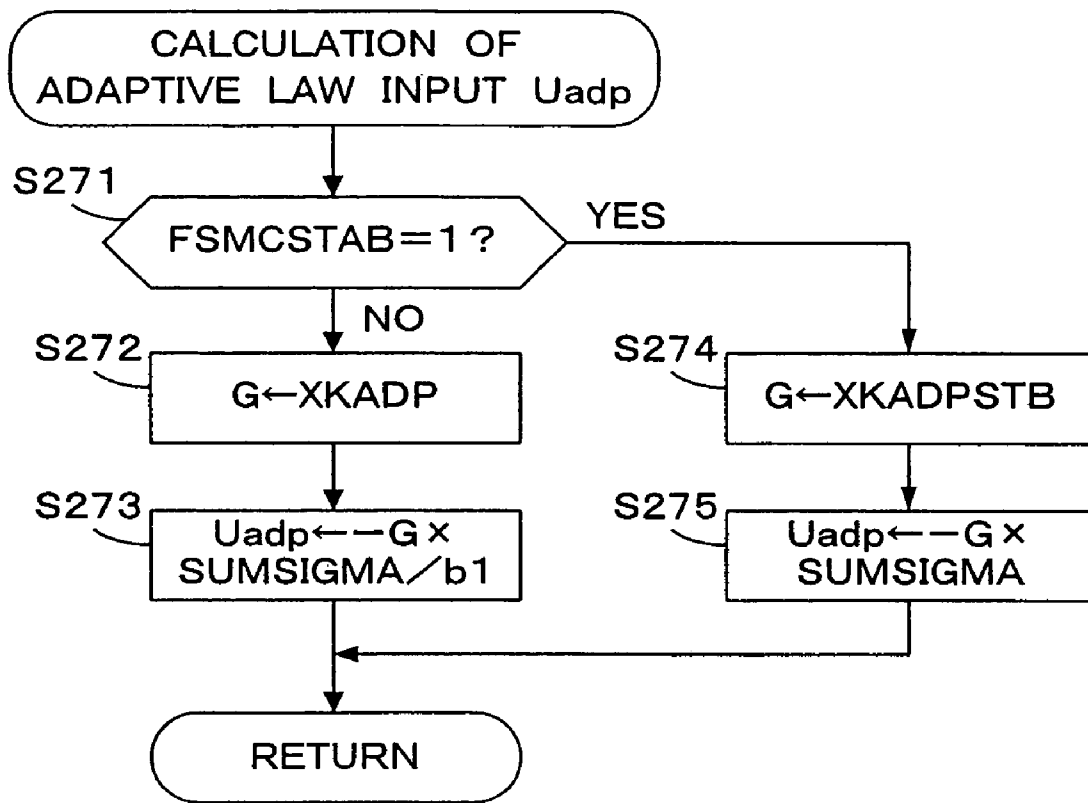 CALCULATION OF
ADAPTIVE LAW INPUT Uadp
S271
FSMCSTAB=1?
YES
NO
S272
G←XKADP
S274
G←XKADPSTB
S273
Uadp←−G×
SUMSIGMA/b1
S275
Uadp←−G×
SUMSIGMA
RETURN